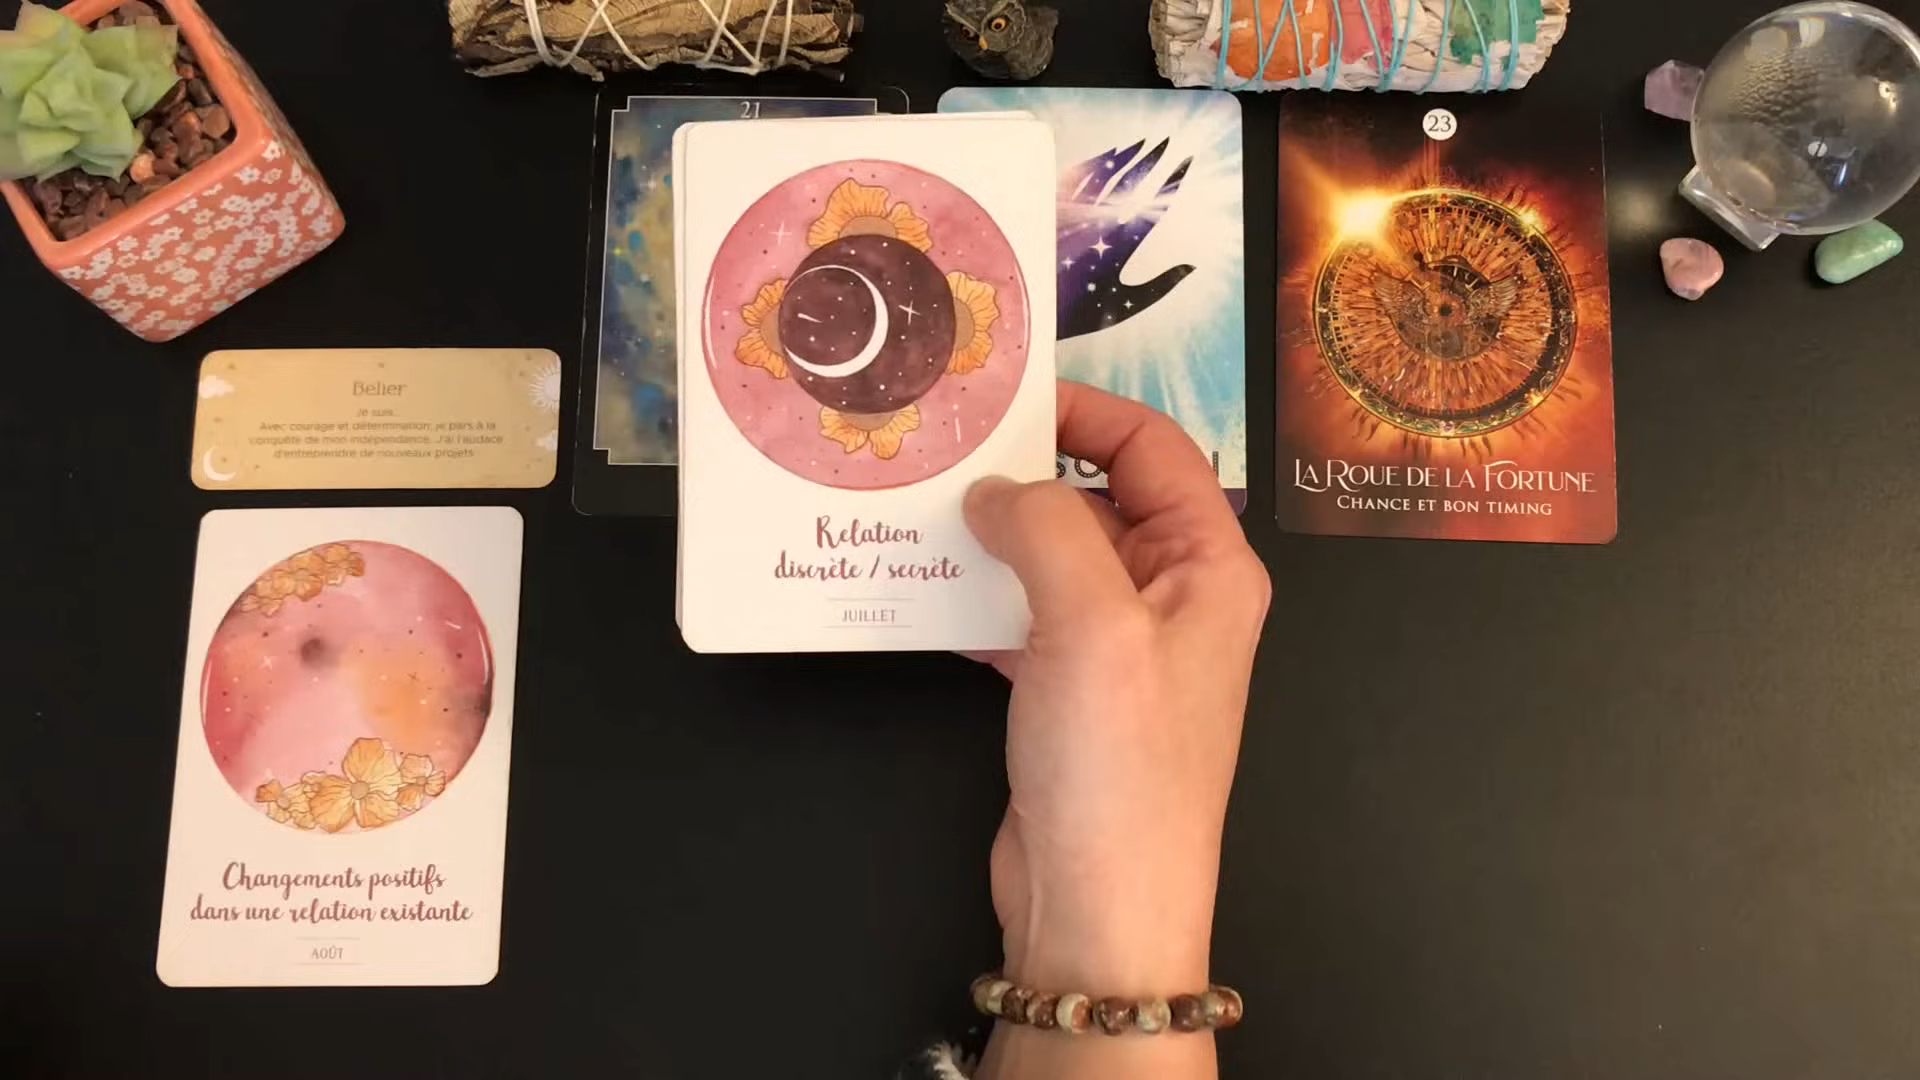 21
23
LA ROUE DE LA FORTUNE
CHANCE ET BON TIMING
Relation
discrète / secrète
JUILLET
Belier
Je suis...
Avec courage et détermination, je pars à la
conquête de mon indépendance. J'ai l'audace
d'entreprendre de nouveaux projets
Changements positifs
dans une relation existante
AOÛT